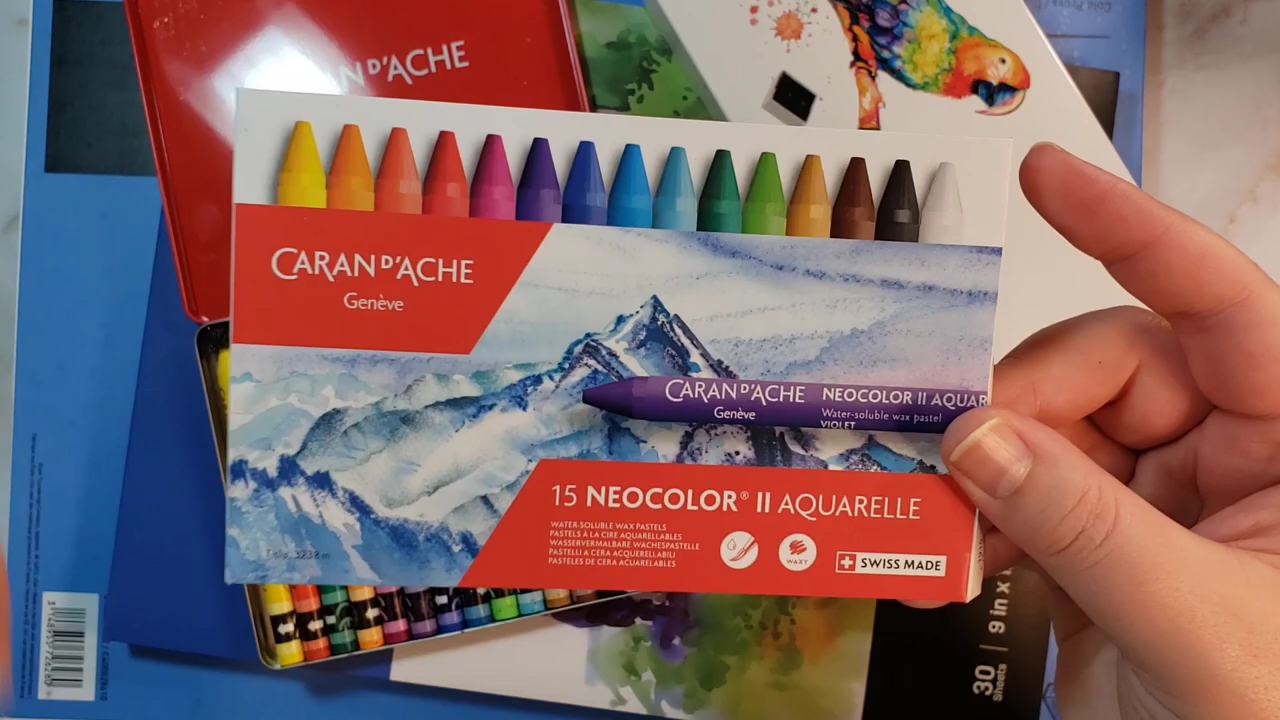 N D'ACHE
CARAN D'ACHE
Genève
CARAN D'ACHE
Genève
NEOCOLOR II AQUAR
Water-soluble wax pastel
VIOLET
15 NEOCOLOR® II AQUARELLE
WATER-SOLUBLE WAX PASTELS
PASTELS À LA CIRE AQUARELLABLES
WASSERVERMALBARE WACHSPASTELLE
PASTELLI A CERA ACQUERELLABILI
PASTELES DE CERA ACUARELABLES
WAXY
SWISS MADE
30
Sheets
9 in x